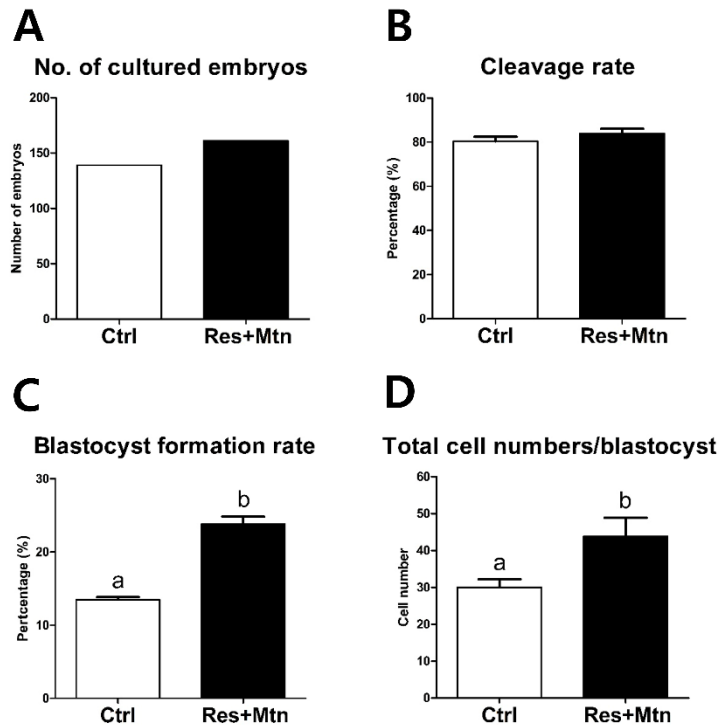 A
No. of cultured embryos
Number of embryos
200
150
100
50
0
Ctrl
Res+Mtn
B
Cleavage rate
Percentage (%)
100
80
60
40
20
0
Ctrl
Res+Mtn
C
Blastocyst formation rate
Pertcentage (%)
30
20
10
0
a
b
Ctrl
Res+Mtn
D
Total cell numbers/blastocyst
Cell number
60
50
40
30
20
10
0
a
b
Ctrl
Res+Mtn